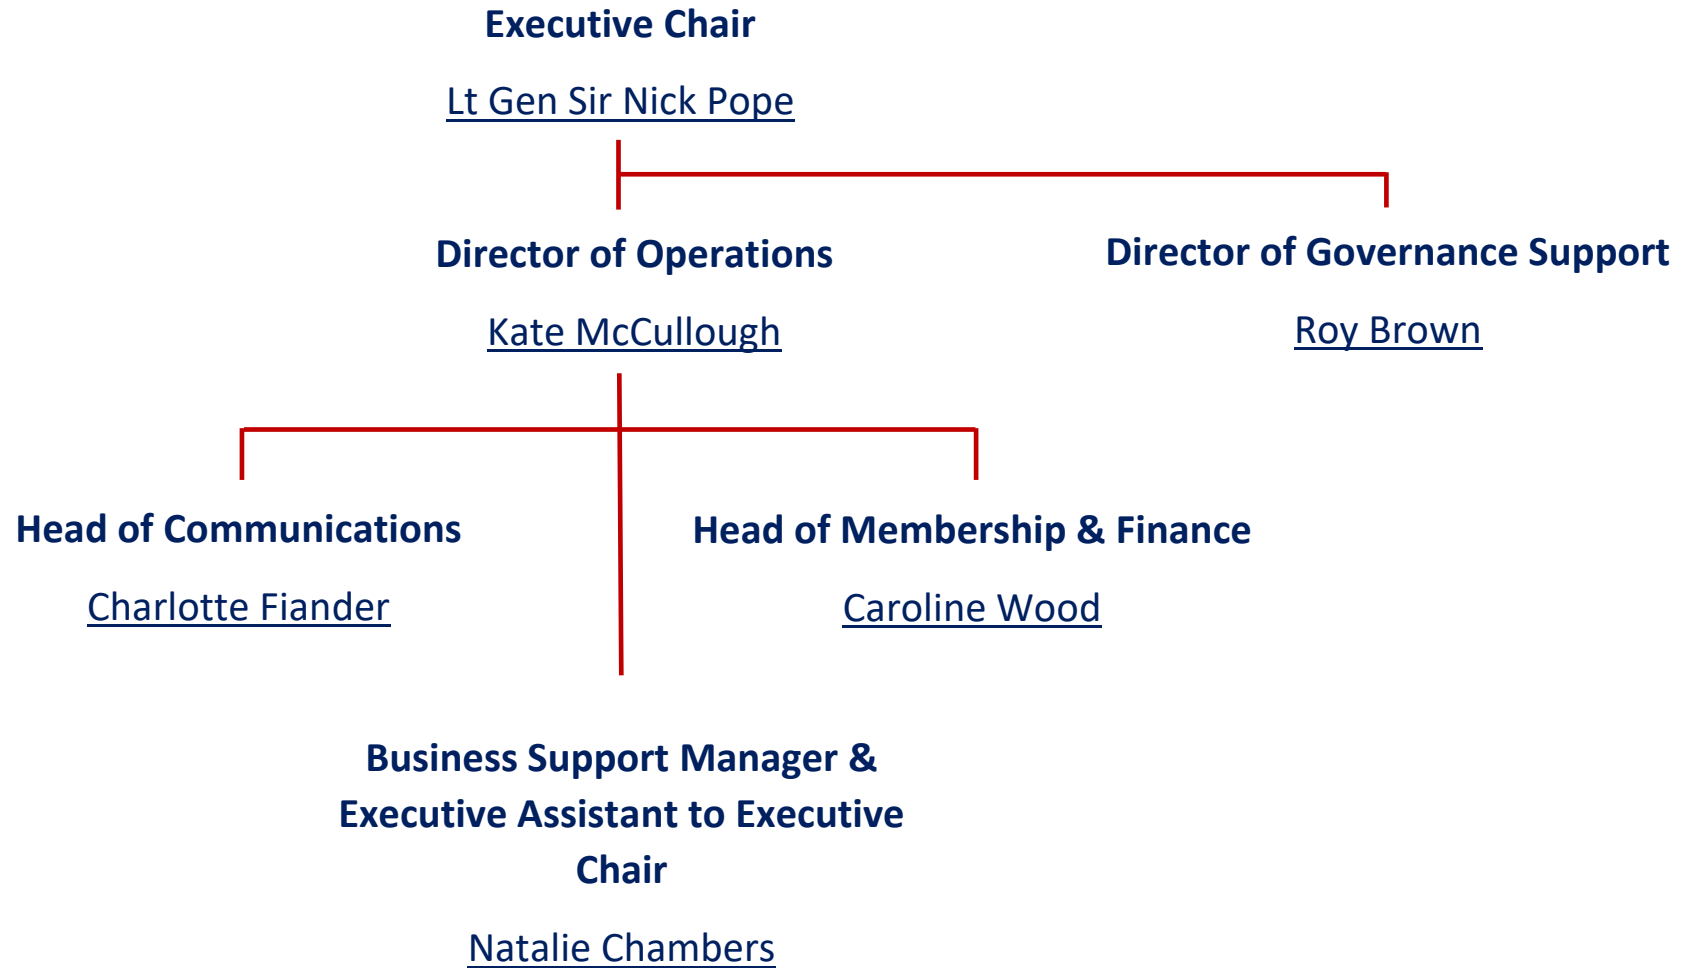 Executive Chair
Lt Gen Sir Nick Pope
Director of Operations
Kate McCullough
Director of Governance Support
Roy Brown
Head of Communications
Charlotte Fiander
Head of Membership & Finance
Caroline Wood
Business Support Manager &
Executive Assistant to Executive
Chair
Natalie Chambers